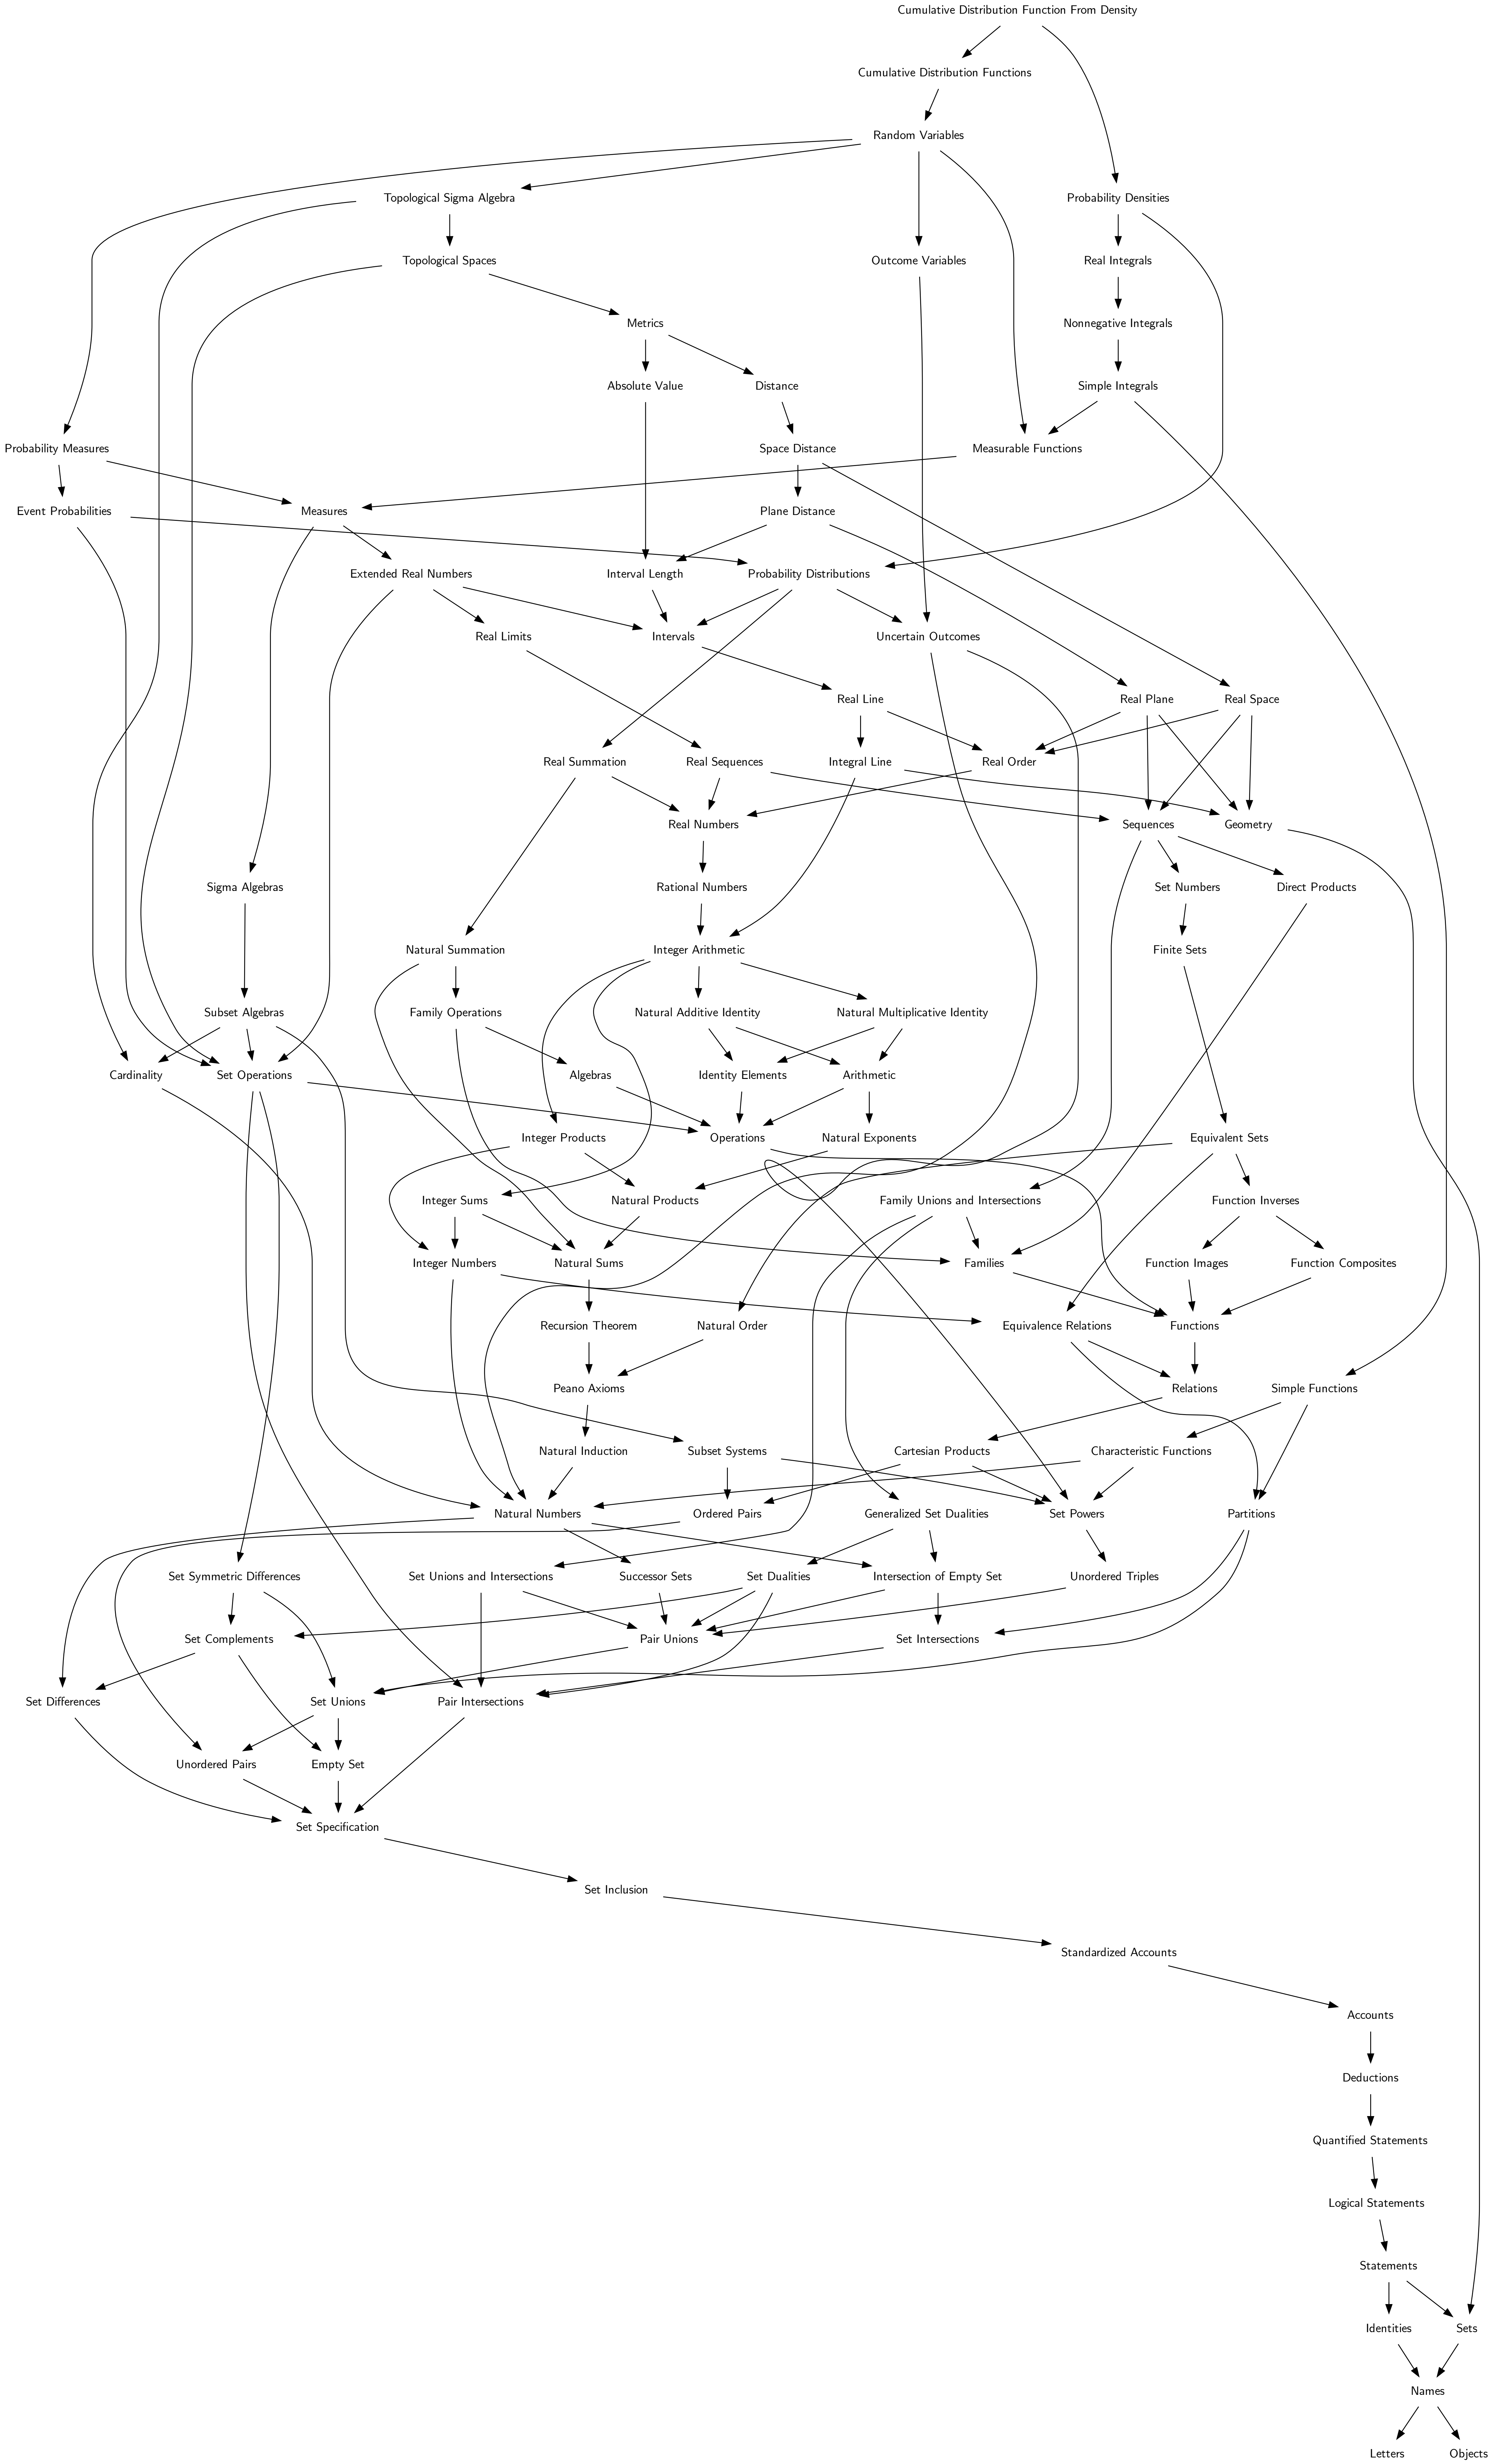 Cumulative Distribution Function From Density
Cumulative Distribution Functions
Random Variables
Topological Sigma Algebra
Probability Densities
Topological Spaces
Outcome Variables
Real Integrals
Metrics
Nonnegative Integrals
Absolute Value
Distance
Simple Integrals
Probability Measures
Space Distance
Measurable Functions
Event Probabilities
Measures
Plane Distance
Extended Real Numbers
Interval Length
Probability Distributions
Real Limits
Intervals
Uncertain Outcomes
Real Line
Real Plane
Real Space
Real Summation
Real Sequences
Integral Line
Real Order
Real Numbers
Sequences
Geometry
Sigma Algebras
Rational Numbers
Set Numbers
Direct Products
Natural Summation
Integer Arithmetic
Finite Sets
Subset Algebras
Family Operations
Natural Additive Identity
Natural Multiplicative Identity
Cardinality
Set Operations
Algebras
Identity Elements
Arithmetic
Integer Products
Operations
Natural Exponents
Equivalent Sets
Integer Sums
Natural Products
Family Unions and Intersections
Function Inverses
Integer Numbers
Natural Sums
Families
Function Images
Function Composites
Recursion Theorem
Natural Order
Equivalence Relations
Functions
Peano Axioms
Relations
Simple Functions
Natural Induction
Subset Systems
Cartesian Products
Characteristic Functions
Natural Numbers
Ordered Pairs
Generalized Set Dualities
Set Powers
Partitions
Set Symmetric Differences
Set Unions and Intersections
Successor Sets
Set Dualities
Intersection of Empty Set
Unordered Triples
Set Complements
Pair Unions
Set Intersections
Set Differences
Set Unions
Pair Intersections
Unordered Pairs
Empty Set
Set Specification
Set Inclusion
Standardized Accounts
Accounts
Deductions
Quantified Statements
Logical Statements
Statements
Identities
Sets
Names
Letters
Objects